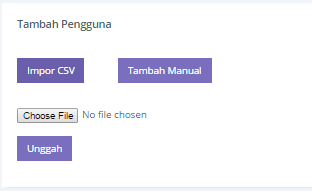 Tambah Pengguna
Impor CSV Tambah Manual
Choose File No file chosen
Unggah